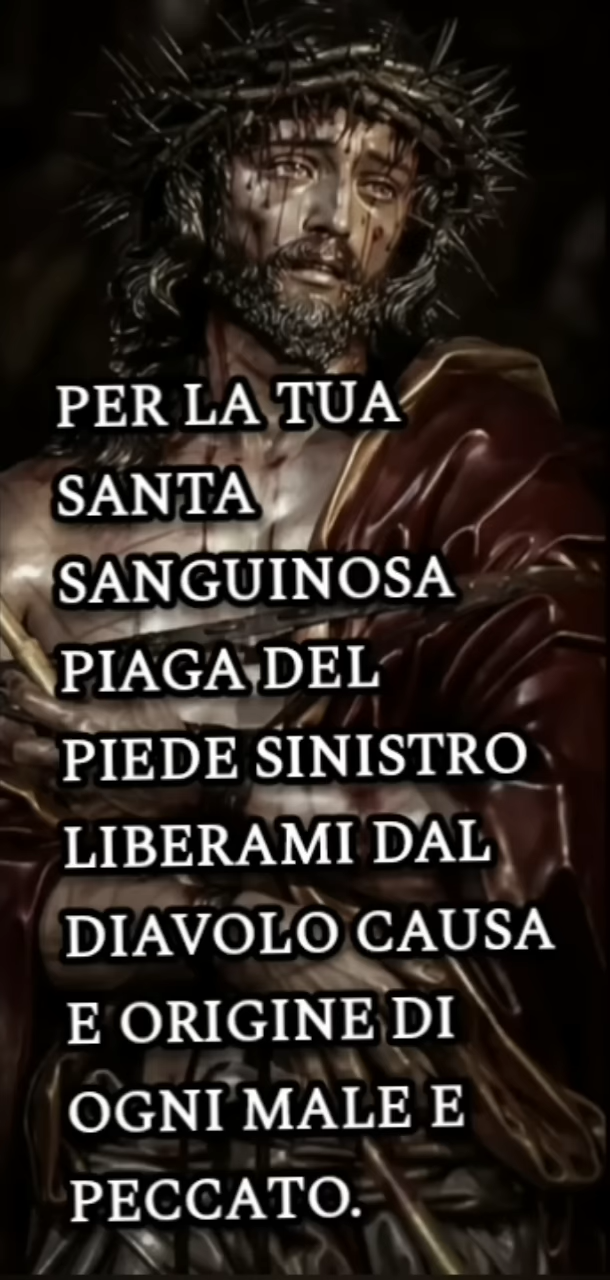 PER LA TUA
SANTA
SANGUINOSA
PIAGA DEL
PIEDE SINISTRO
LIBERAMI DAL
DIAVOLO CAUSA
E ORIGINE DI
OGNI MALE E
PECCATO.